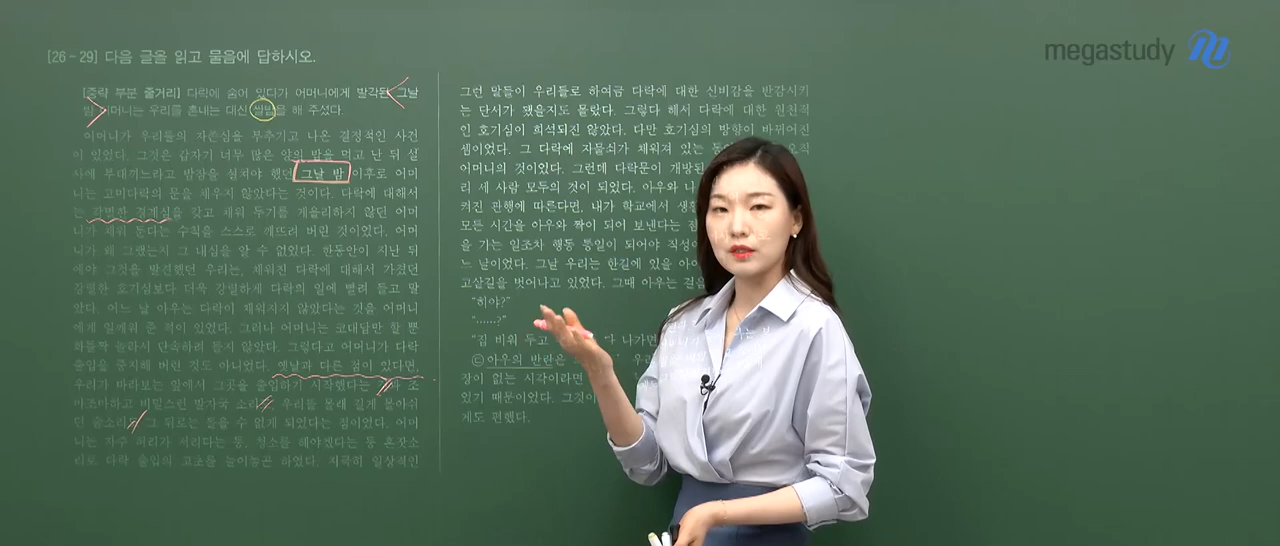 megastudy
[26~29] 다음 글을 읽고 물음에 답하시오.
[중략 부분 줄거리] 다락에 숨어 있다가 어머니에게 발각된 그날
밤 어머니는 우리를 혼내는 대신 쌀밥을 해 주셨다.
어머니가 우리들의 자존심을 부추기고 나온 결정적인 사건
이 있었다. 그것은 갑자기 너무 많은 양의 밥을 먹고 난 뒤 설
사에 부대끼느라고 밤잠을 설쳐야 했던 그날 밤 이후로 어머
니는 고미다락의 문을 채우지 않았다는 것이다. 다락에 대해서
는 각별한 경계심을 갖고 채워 두기를 게을리하지 않던 어머
니가 채워 둔다는 수칙을 스스로 깨뜨려 버린 것이었다. 어머
니가 왜 그랬는지 그 내심을 알 수 없었다. 한동안이 지난 뒤
에야 그것을 발견했던 우리는, 채워진 다락에 대해서 가졌던
강렬한 호기심보다 더욱 강렬하게 다락의 일에 빨려 들고 말
았다. 어느 날 아우는 다락이 채워지지 않았다는 것을 어머니
에게 일깨워 준 적이 있었다. 그러나 어머니는 코대답만 할 뿐
화들짝 놀라서 단속하려 들지 않았다. 그렇다고 어머니가 다락
출입을 중지해 버린 것도 아니었다. 옛날과 다른 점이 있다면,
우리가 바라보는 앞에서 그곳을 출입하기 시작했다는 조
마조마하고 비밀스런 발자국 소리 우리들 몰래 길게 몰아쉬
던 숨소리 그 뒤로는 들을 수 없게 되었다는 점이었다. 어머
니는 자주 허리가 저리다는 둥, 청소를 해야겠다는 둥 혼잣소
리로 다락 출입의 고초를 늘어놓곤 하였다. 지극히 일상적인
그런 말들이 우리들로 하여금 다락에 대한 신비감을 반감시키
는 단서가 됐을지도 몰랐다. 그렇다 해서 다락에 대한 원천적
인 호기심이 희석되진 않았다. 다만 호기심의 방향이 바뀌어진
셈이었다. 그 다락에 자물쇠가 채워져 있는 오직
어머니의 것이었다. 그런데 다락문이 개방된
리 세 사람 모두의 것이 되었다. 아우와 나
켜진 관행에 따른다면, 내가 학교에서
모든 시간을 아우와 짝이 되어 보낸다는
을 가는 일조차 행동 통일이 되어야 직성이
느 날이었다. 그날 우리는 한길에 있을
고샅길을 벗어나고 있었다. 그때 아우는 걸음
“히야?”
“……?”
“집 비워 두고 다 나가면
ⓒ아우의 반란은 우리
장이 없는 시각이라면
있기 때문이었다. 그것이
게도 편했다.